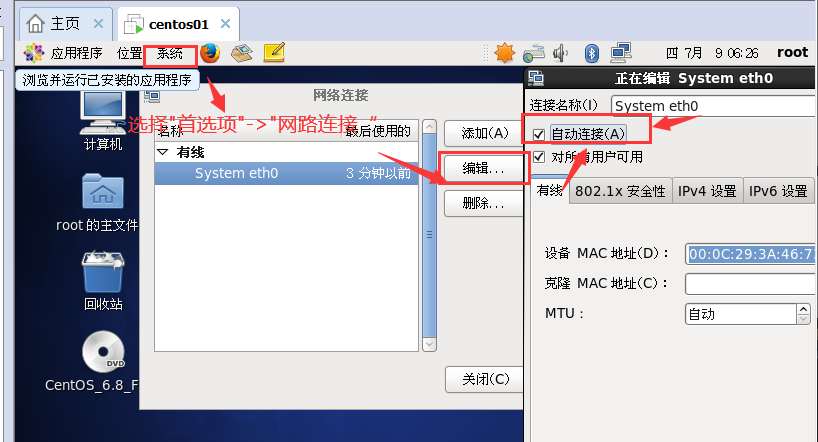 主页
centos01
应用程序 位置 系统
四 7月 9 06:26 root
浏览并运行已安装的应用程序
网络连接
正在编辑 System eth0
选择"首选项"->"网路连接 “
连接名称(I) System eth0
名称 最后使用的
添加(A)
自动连接(A)
计算机
有线
编辑...
对所有用户可用
System eth0 3 分钟以前
有线 802.1x 安全性 IPv4 设置 IPv6 设置
删除...
root 的主文件
设备 MAC 地址(D)： 00:0C:29:3A:46:7
克隆 MAC 地址(C)：
回收站
MTU： 自动
DVD
关闭(C)
CentOS_6.8_F